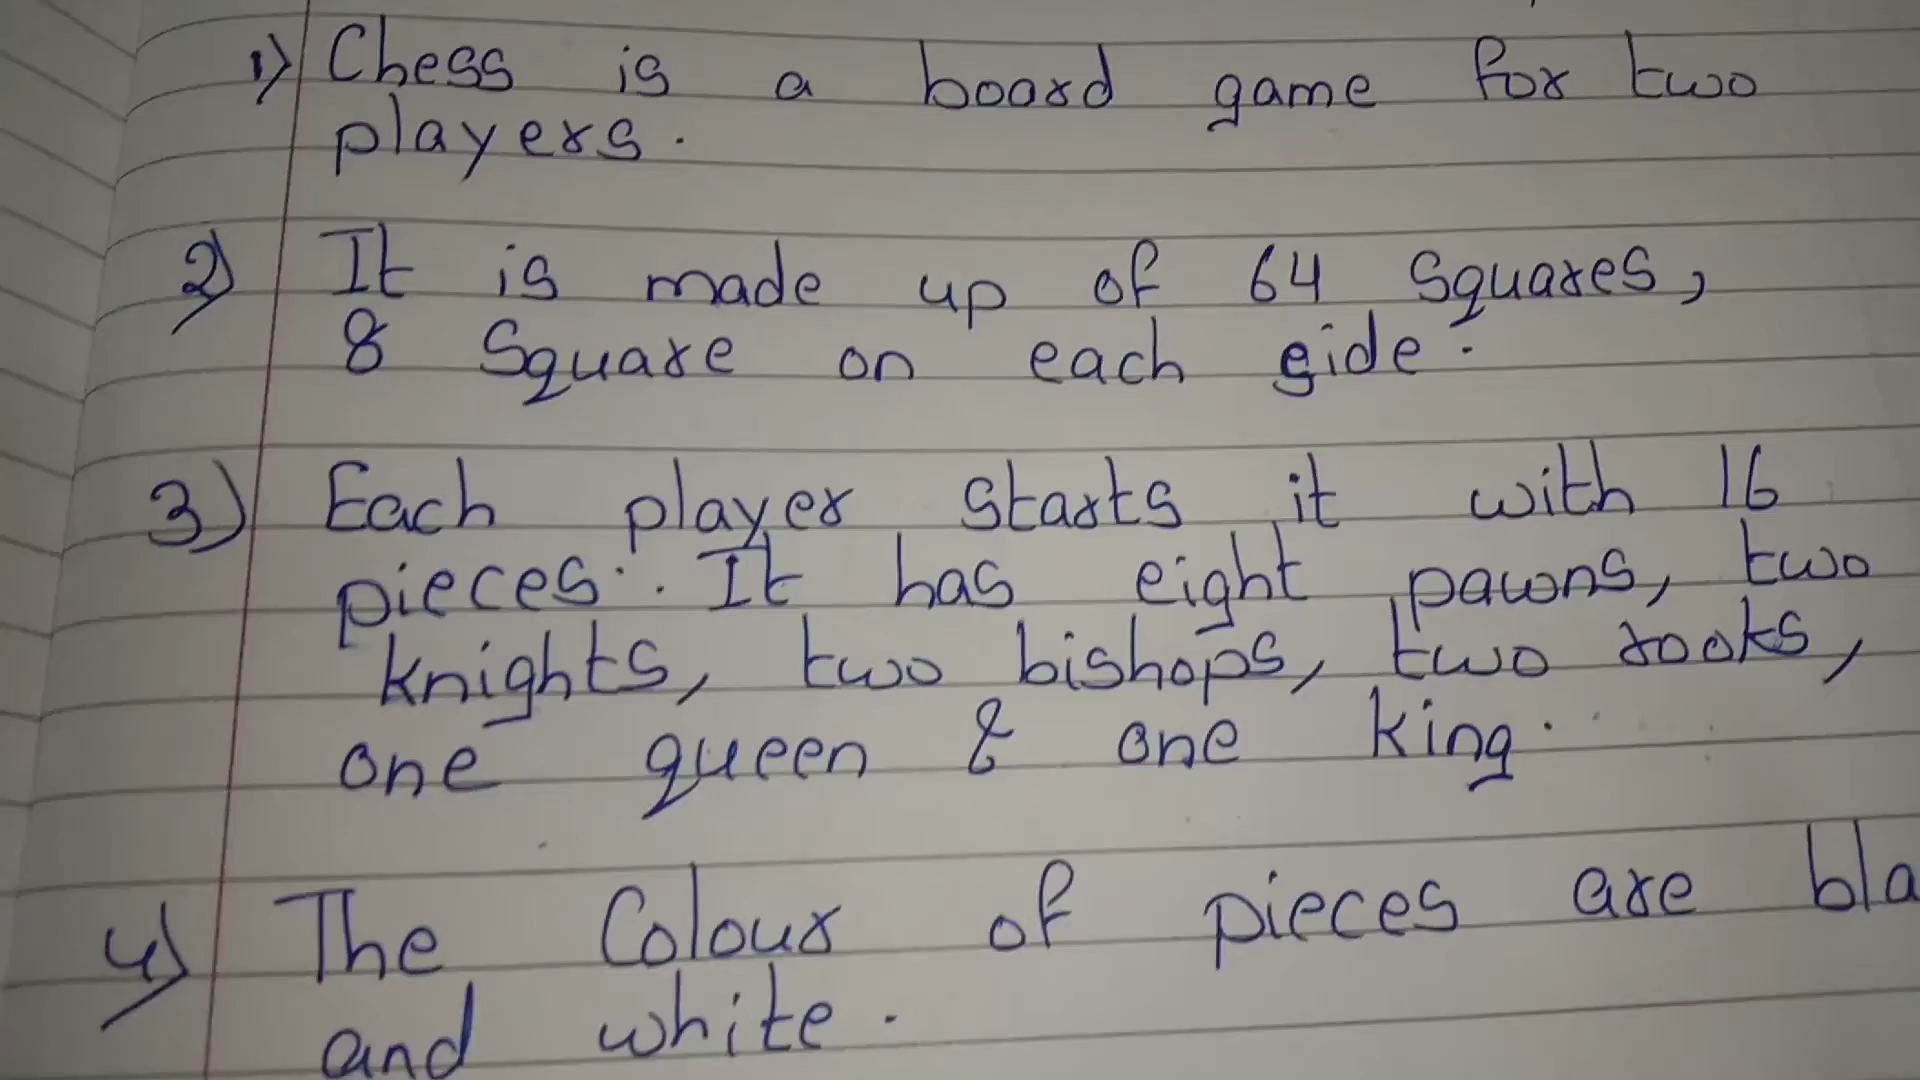 1) Chess is a board game for two
players.
2) It is made up of 64 squares,
8 Square on each side.
3) Each player starts it with 16
pieces. It has eight pawns, two
knights, two bishops, two rooks,
one queen & one king.
4) The Colour of pieces are bla
and white.